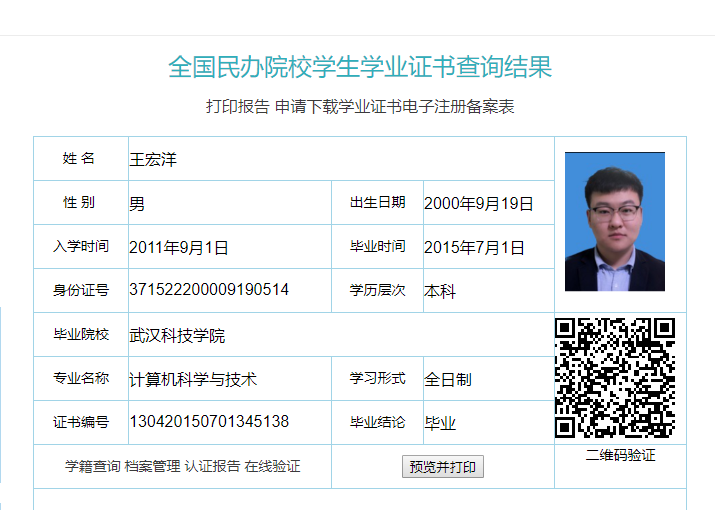 全国民办院校学生学业证书查询结果
打印报告 申请下载学业证书电子注册备案表
姓 名 王宏洋
性 别 男 出生日期 2000年9月19日
入学时间 2011年9月1日 毕业时间 2015年7月1日
身份证号 371522200009190514 学历层次 本科
毕业院校 武汉科技学院
专业名称 计算机科学与技术 学习形式 全日制
证书编号 130420150701345138 毕业结论 毕业
学籍查询 档案管理 认证报告 在线验证 预览并打印 二维码验证